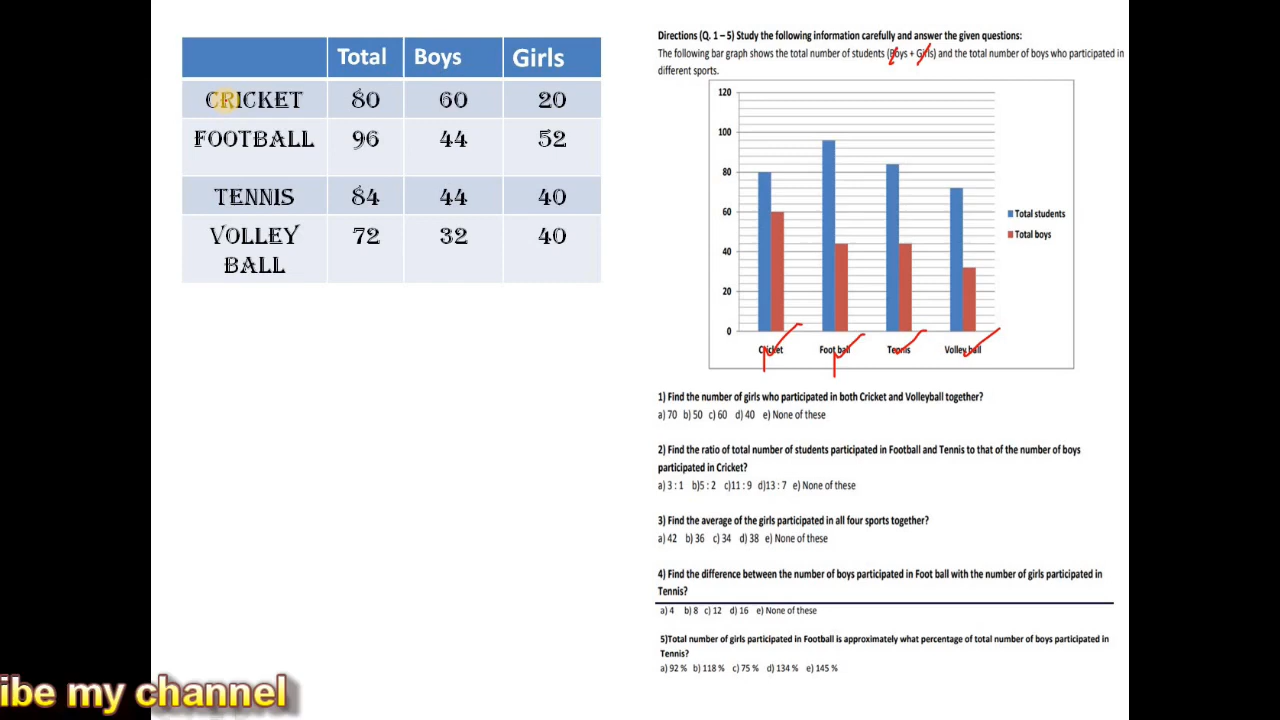 Total Boys Girls
CRICKET 80 60 20
FOOTBALL 96 44 52
TENNIS 84 44 40
VOLLEY 72 32 40
BALL
Directions (Q. 1 – 5) Study the following information carefully and answer the given questions:
The following bar graph shows the total number of students (Boys + Girls) and the total number of boys who participated in
different sports.
120
100
80
60
40
20
0
Total students
Total boys
Cricket Foot ball Tennis Volley ball
1) Find the number of girls who participated in both Cricket and Volleyball together?
a) 70 b) 50 c) 60 d) 40 e) None of these
2) Find the ratio of total number of students participated in Football and Tennis to that of the number of boys
participated in Cricket?
a) 3 : 1 b)5 : 2 c)11 : 9 d)13 : 7 e) None of these
3) Find the average of the girls participated in all four sports together?
a) 42 b) 36 c) 34 d) 38 e) None of these
4) Find the difference between the number of boys participated in Foot ball with the number of girls participated in
Tennis?
a) 4 b) 8 c) 12 d) 16 e) None of these
5)Total number of girls participated in Football is approximately what percentage of total number of boys participated in
Tennis?
a) 92 % b) 118 % c) 75 % d) 134 % e) 145 %
ibe my channel